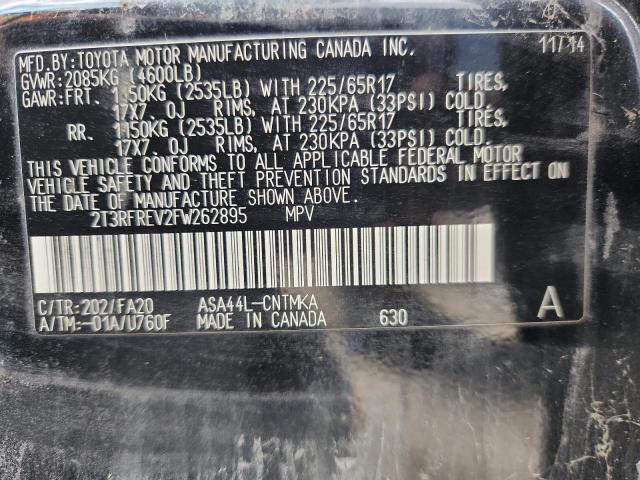 MFD.BY:TOYOTA MOTOR MANUFACTURING CANADA INC. 11/14
GVWR:2085KG (4600LB)
GAWR:FRT. 1150KG (2535LB) WITH 225/65R17 TIRES,
17X7.0J RIMS, AT 230KPA (33PSI) COLD.
RR. 1150KG (2535LB) WITH 225/65R17 TIRES,
17X7.0J RIMS, AT 230KPA (33PSI) COLD.
THIS VEHICLE CONFORMS TO ALL APPLICABLE FEDERAL MOTOR
VEHICLE SAFETY AND THEFT PREVENTION STANDARDS IN EFFECT ON
THE DATE OF MANUFACTURE SHOWN ABOVE.
2T3RFREV2FW262895 MPV
C/TR:202/FA20 ASA44L-CNTMKA
A/TM:-01A/U760F MADE IN CANADA 630 A